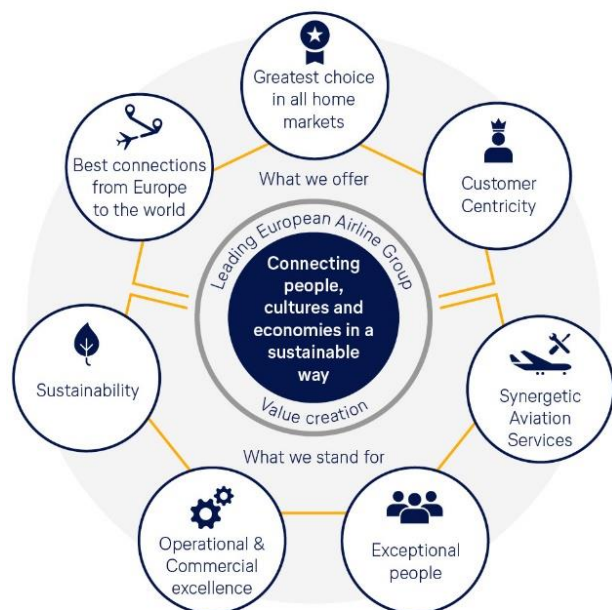 Greatest choice
in all home
markets
Best connections
from Europe
to the world
What we offer
Customer
Centricity
Leading European Airline Group
Connecting
people,
cultures and
economies in a
sustainable
way
Value creation
Sustainability
Synergetic
Aviation
Services
What we stand for
Operational &
Commercial
excellence
Exceptional
people